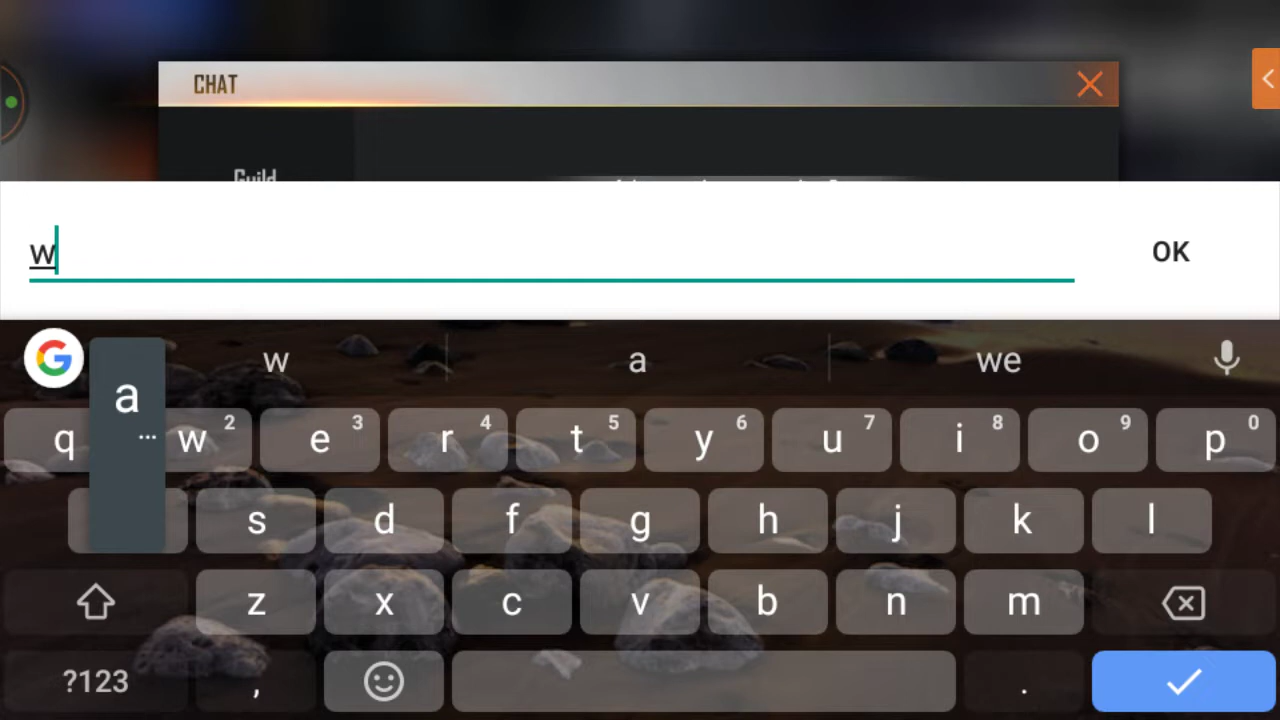 CHAT
Guild
w
OK
w a we
a
q w 2 e 3 r 4 t 5 y 6 u 7 i 8 o 9 p 0
s d f g h j k l
z x c v b n m
?123 , .